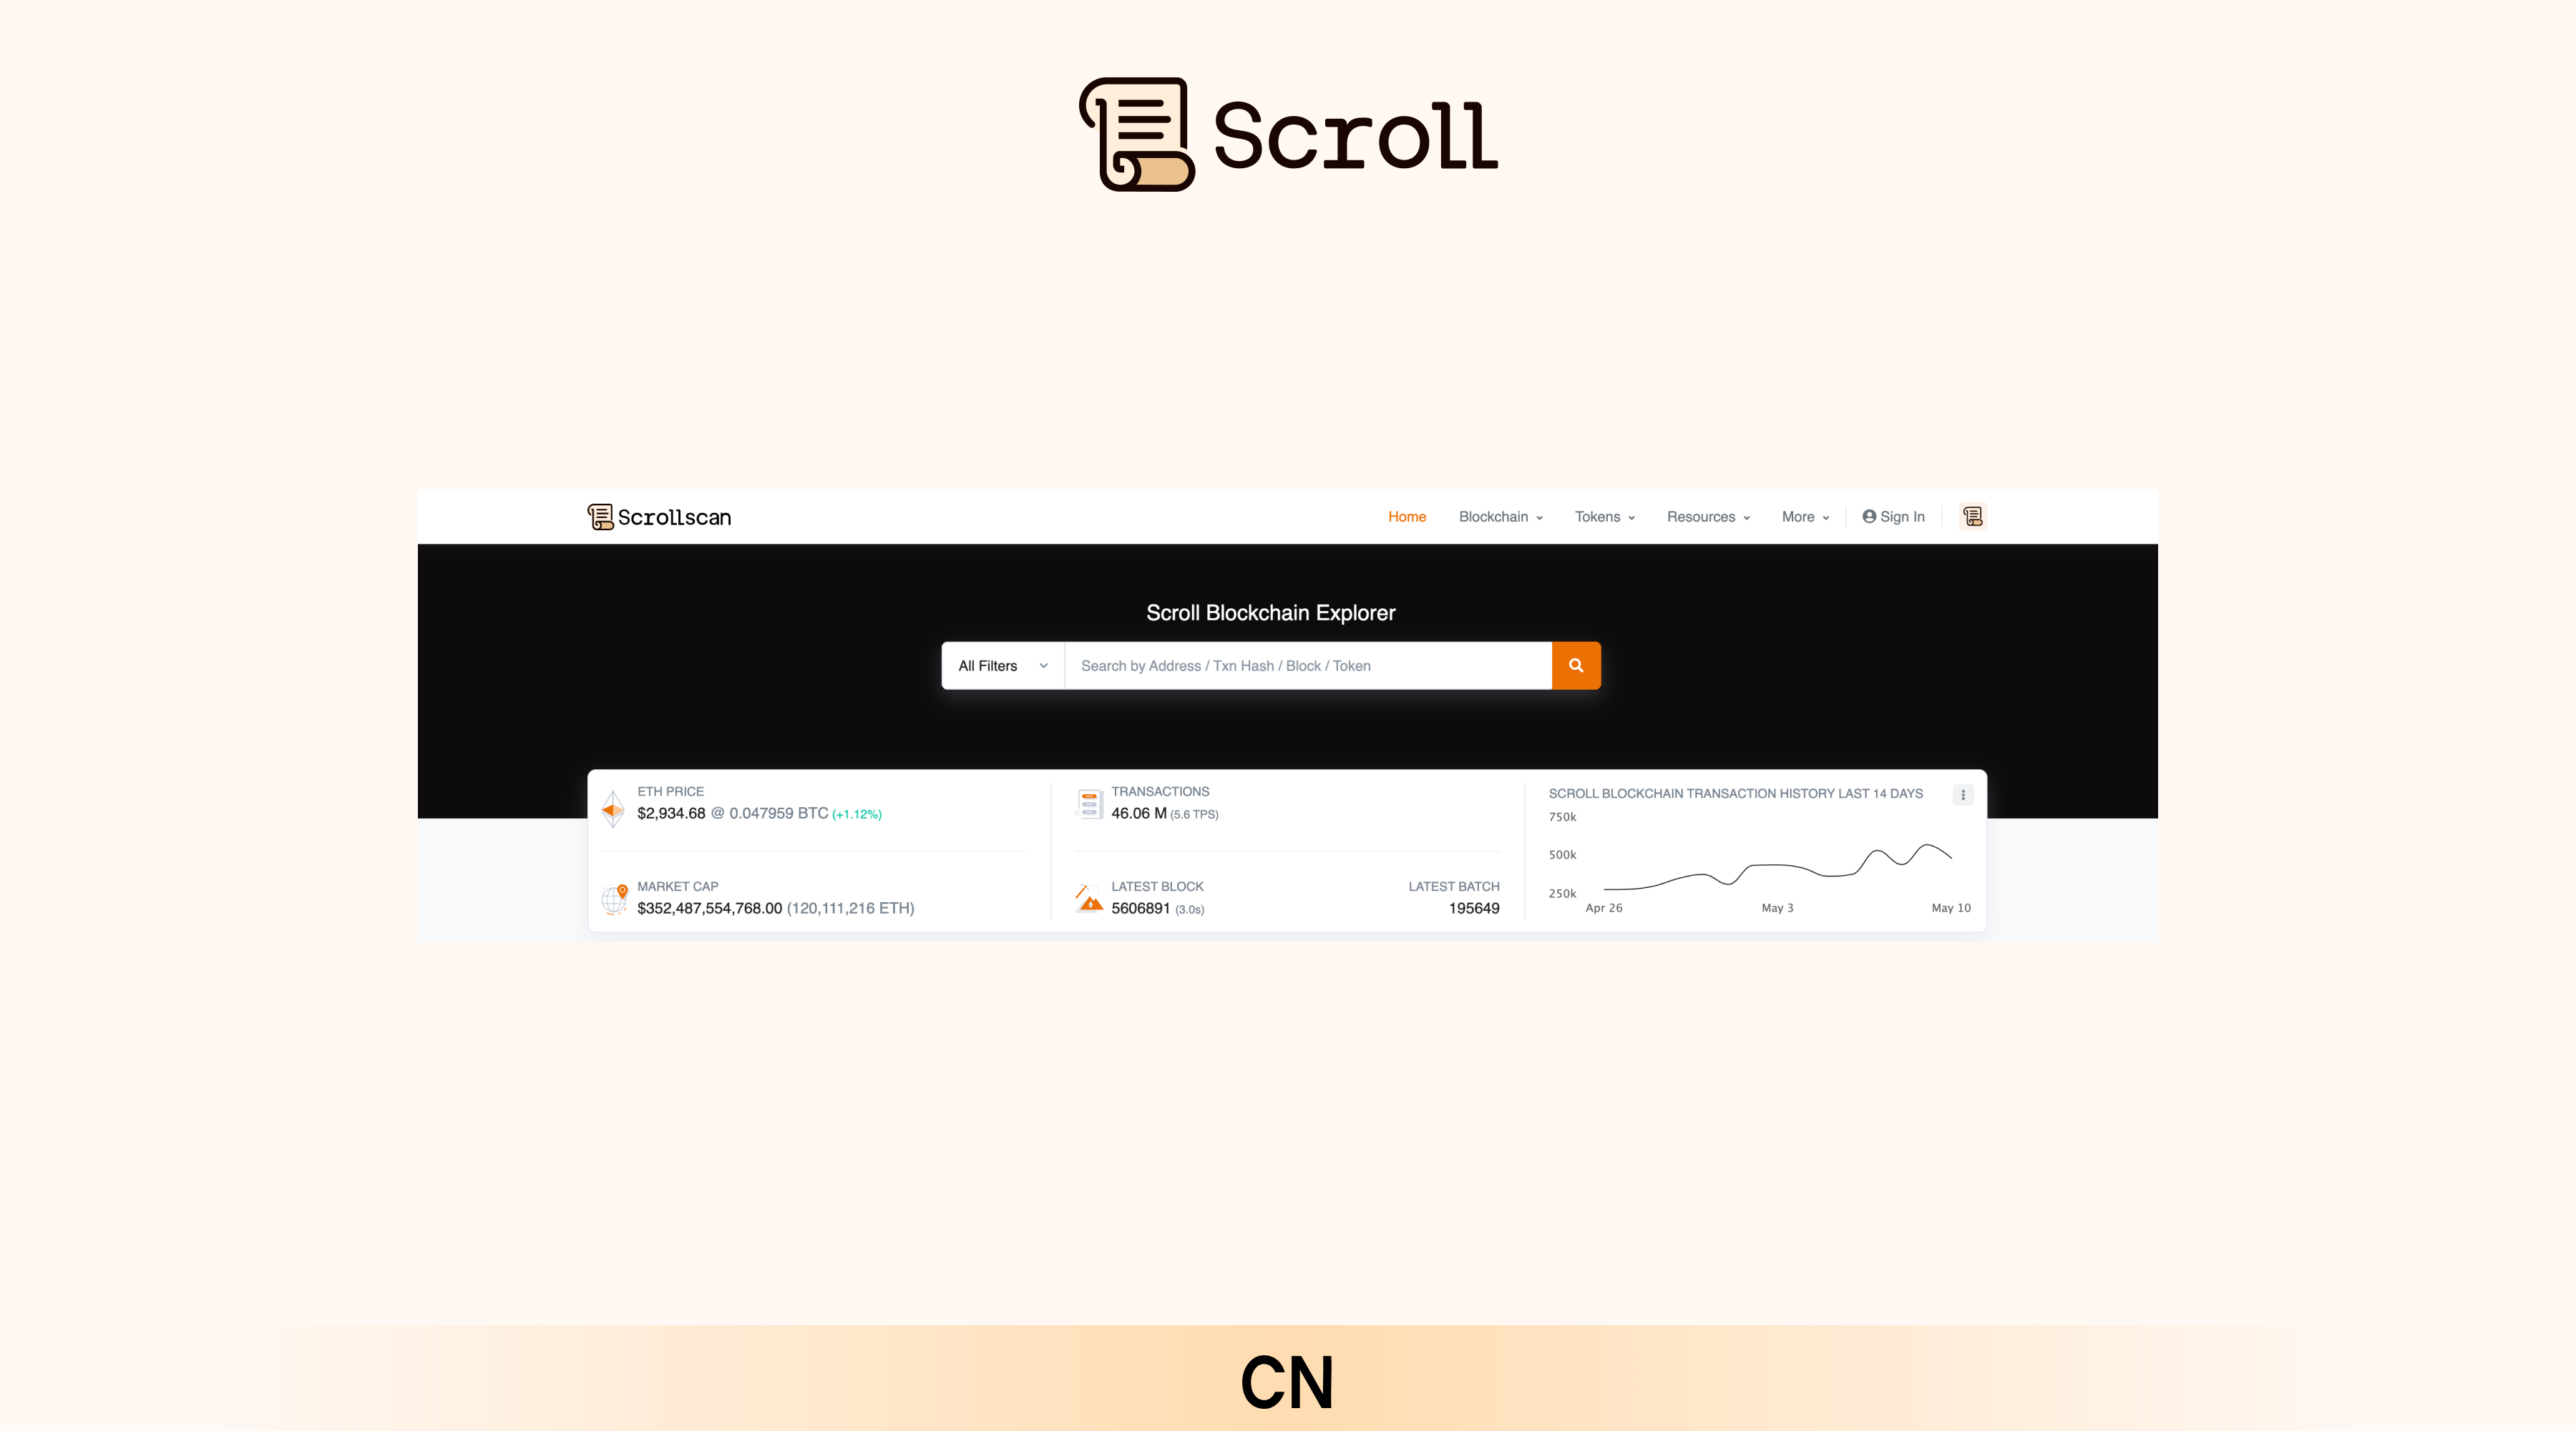 Scroll
Scrollscan
Home Blockchain Tokens Resources More Sign In
Scroll Blockchain Explorer
All Filters Search by Address / Txn Hash / Block / Token
ETH PRICE
$2,934.68 @ 0.047959 BTC (+1.12%)
MARKET CAP
$352,487,554,768.00 (120,111,216 ETH)
TRANSACTIONS
46.06 M (5.6 TPS)
LATEST BLOCK LATEST BATCH
5606891 (3.0s) 195649
SCROLL BLOCKCHAIN TRANSACTION HISTORY LAST 14 DAYS
750k
500k
250k
Apr 26 May 3 May 10
CN